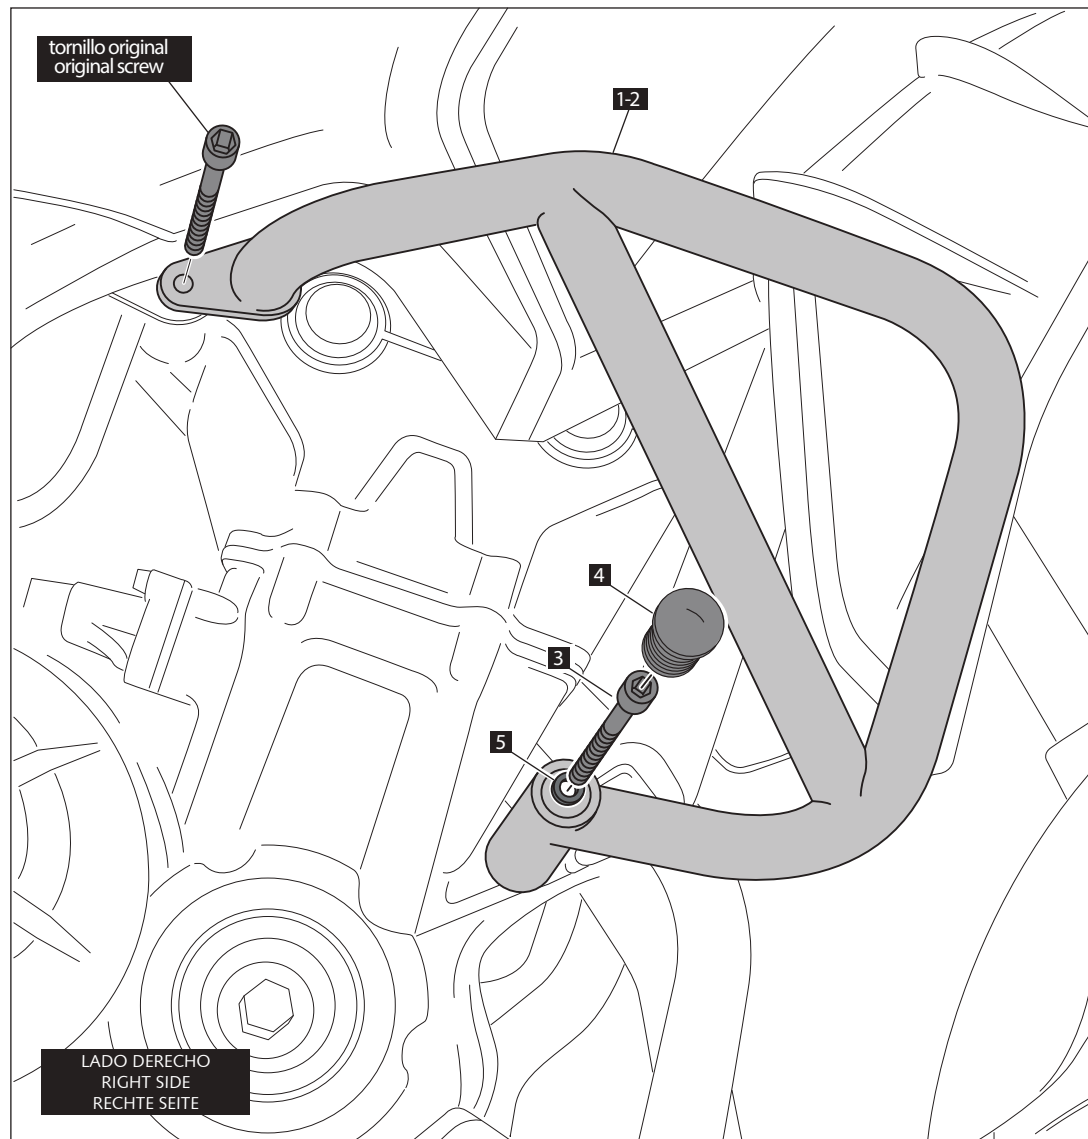 tornillo original
original screw
1-2
4
3
5
LADO DERECHO
RIGHT SIDE
RECHTE SEITE